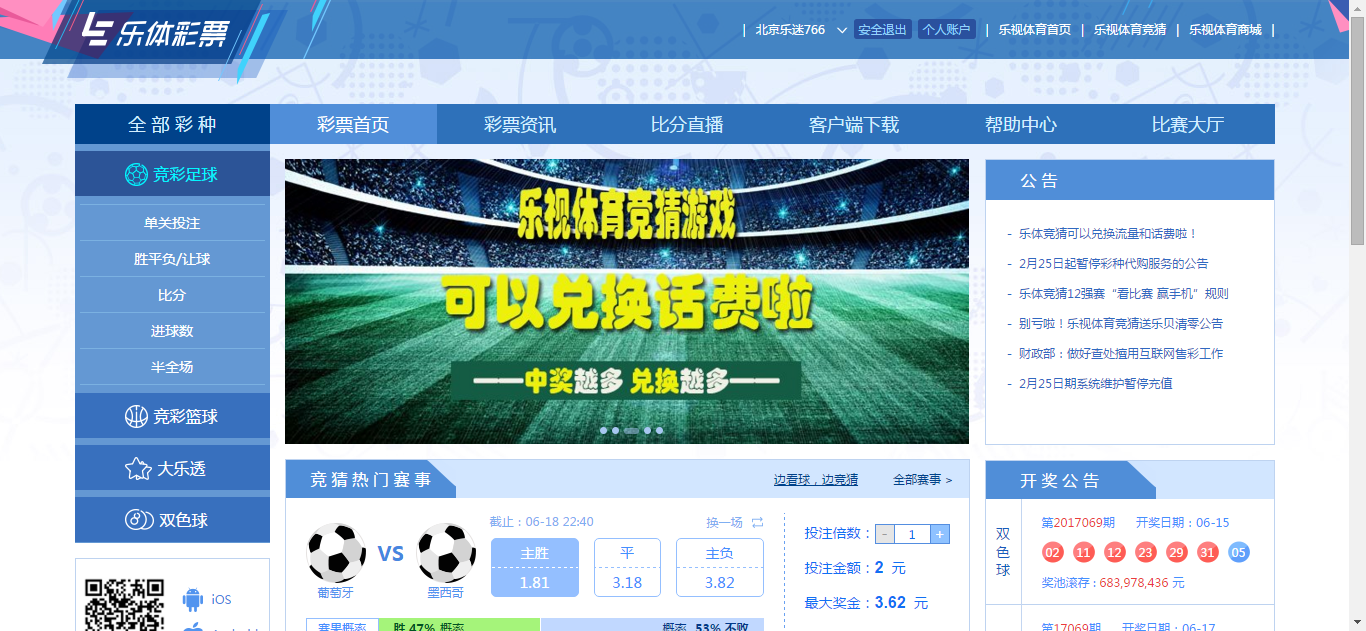 乐体彩票
| 北京乐迷766 安全退出 个人账户 | 乐视体育首页 | 乐视体育竞猜 | 乐视体育商城 |
全部彩种 彩票首页 彩票资讯 比分直播 客户端下载 帮助中心 比赛大厅
竞彩足球
单关投注
胜平负/让球
比分
进球数
半全场
竞彩篮球
大乐透
双色球
iOS
乐视体育竞猜游戏
可以兑换话费啦
——中奖越多 兑换越多——
公告
- 乐体竞猜可以兑换流量和话费啦！
- 2月25日起暂停彩种代购服务的公告
- 乐体竞猜12强赛“看比赛 赢手机”规则
- 别亏啦！乐视体育竞猜送乐贝清零公告
- 财政部：做好查处擅用互联网售彩工作
- 2月25日期系统维护暂停充值
竞猜热门赛事 边看球，边竞猜 全部赛事 >
截止：06-18 22:40 换一场
葡萄牙 VS 墨西哥
主胜 平 主负
1.81 3.18 3.82
赛果概率 胜 47% 概率 概率 53% 不败
投注倍数： - 1 +
投注金额：2 元
最大奖金：3.62 元
开奖公告
双色球
第2017069期 开奖日期：06-15
02 11 12 23 29 31 05
奖池滚存：683,978,436 元
第17069期 开奖日期：06-17